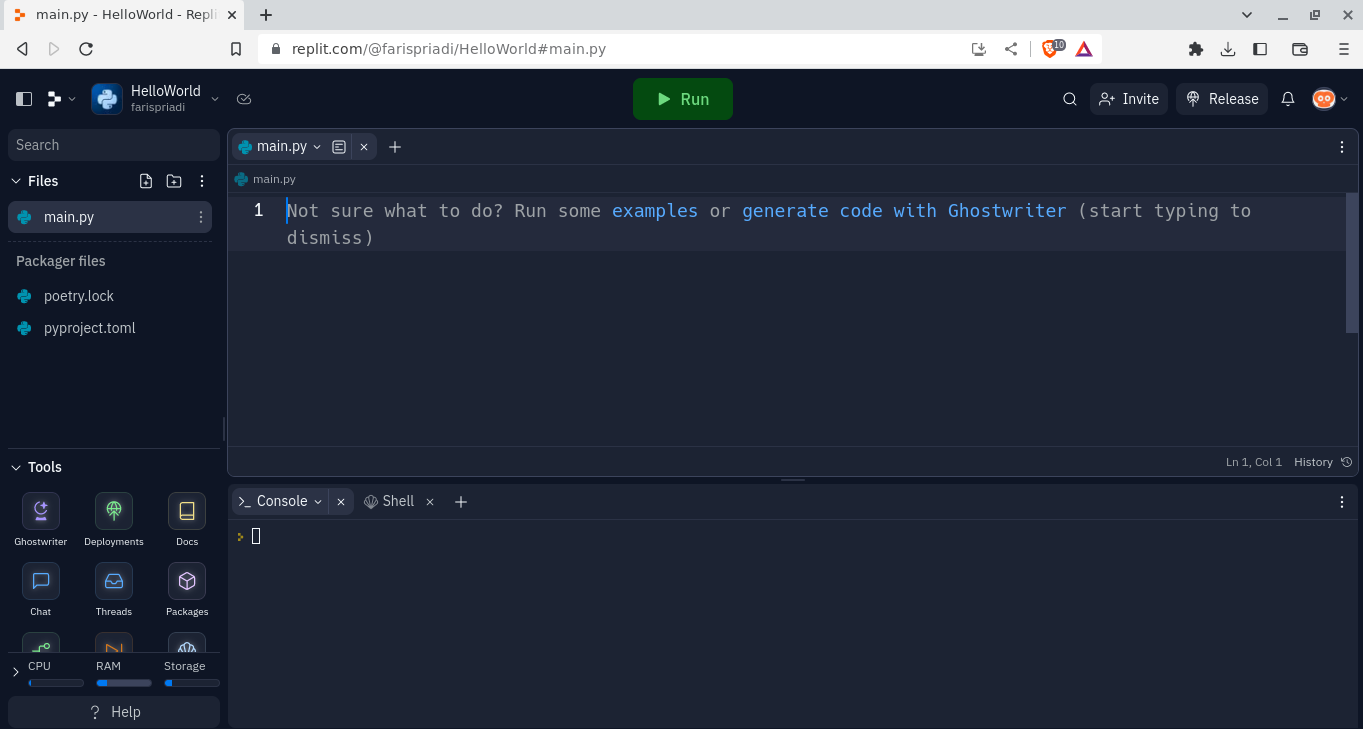 main.py - HelloWorld - Repli
replit.com/@farispriadi/HelloWorld#main.py
10
HelloWorld
farispriadi
Run
Invite
Release
Search
Files
main.py
Packager files
poetry.lock
pyproject.toml
Tools
Ghostwriter
Deployments
Docs
Chat
Threads
Packages
CPU
RAM
Storage
? Help
main.py
main.py
1 Not sure what to do? Run some examples or generate code with Ghostwriter (start typing to
dismiss)
Ln 1, Col 1
History
Console
Shell